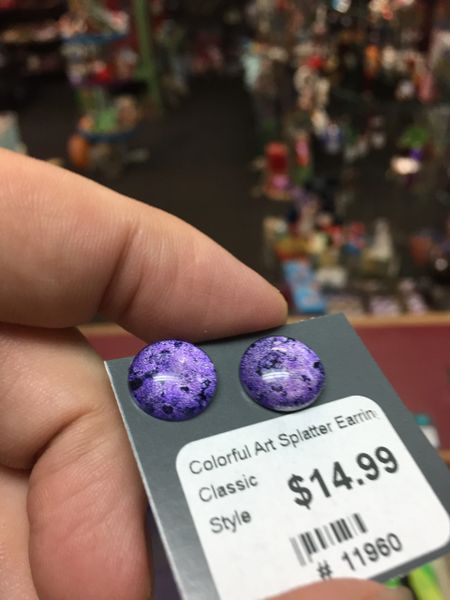 Colorful Art Splatter Earrin
Classic
Style
$14.99
# 11960